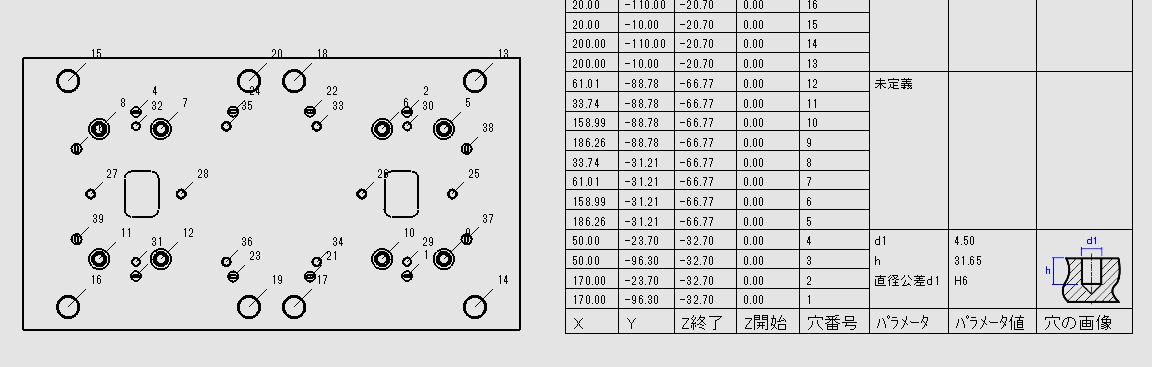 15 20 18 13
24
4 22 2
8 32 7 35 33 6 30 5
38
27 28 26 25
39 37
11 31 12 36 34 10 29 9
23 21 1
16 19 17 14
20.00 -110.00 -20.70 0.00 16
20.00 -10.00 -20.70 0.00 15
200.00 -110.00 -20.70 0.00 14
200.00 -10.00 -20.70 0.00 13
61.01 -88.78 -66.77 0.00 12 未定義
33.74 -88.78 -66.77 0.00 11
158.99 -88.78 -66.77 0.00 10
186.26 -88.78 -66.77 0.00 9
33.74 -31.21 -66.77 0.00 8
61.01 -31.21 -66.77 0.00 7
158.99 -31.21 -66.77 0.00 6
186.26 -31.21 -66.77 0.00 5
50.00 -23.70 -32.70 0.00 4 d1 4.50 d1
50.00 -96.30 -32.70 0.00 3 h 31.65 h
170.00 -23.70 -32.70 0.00 2 直径公差d1 H6
170.00 -96.30 -32.70 0.00 1
X Y Z終了 Z開始 穴番号 ﾊﾟﾗﾒｰﾀ ﾊﾟﾗﾒｰﾀ値 穴の画像